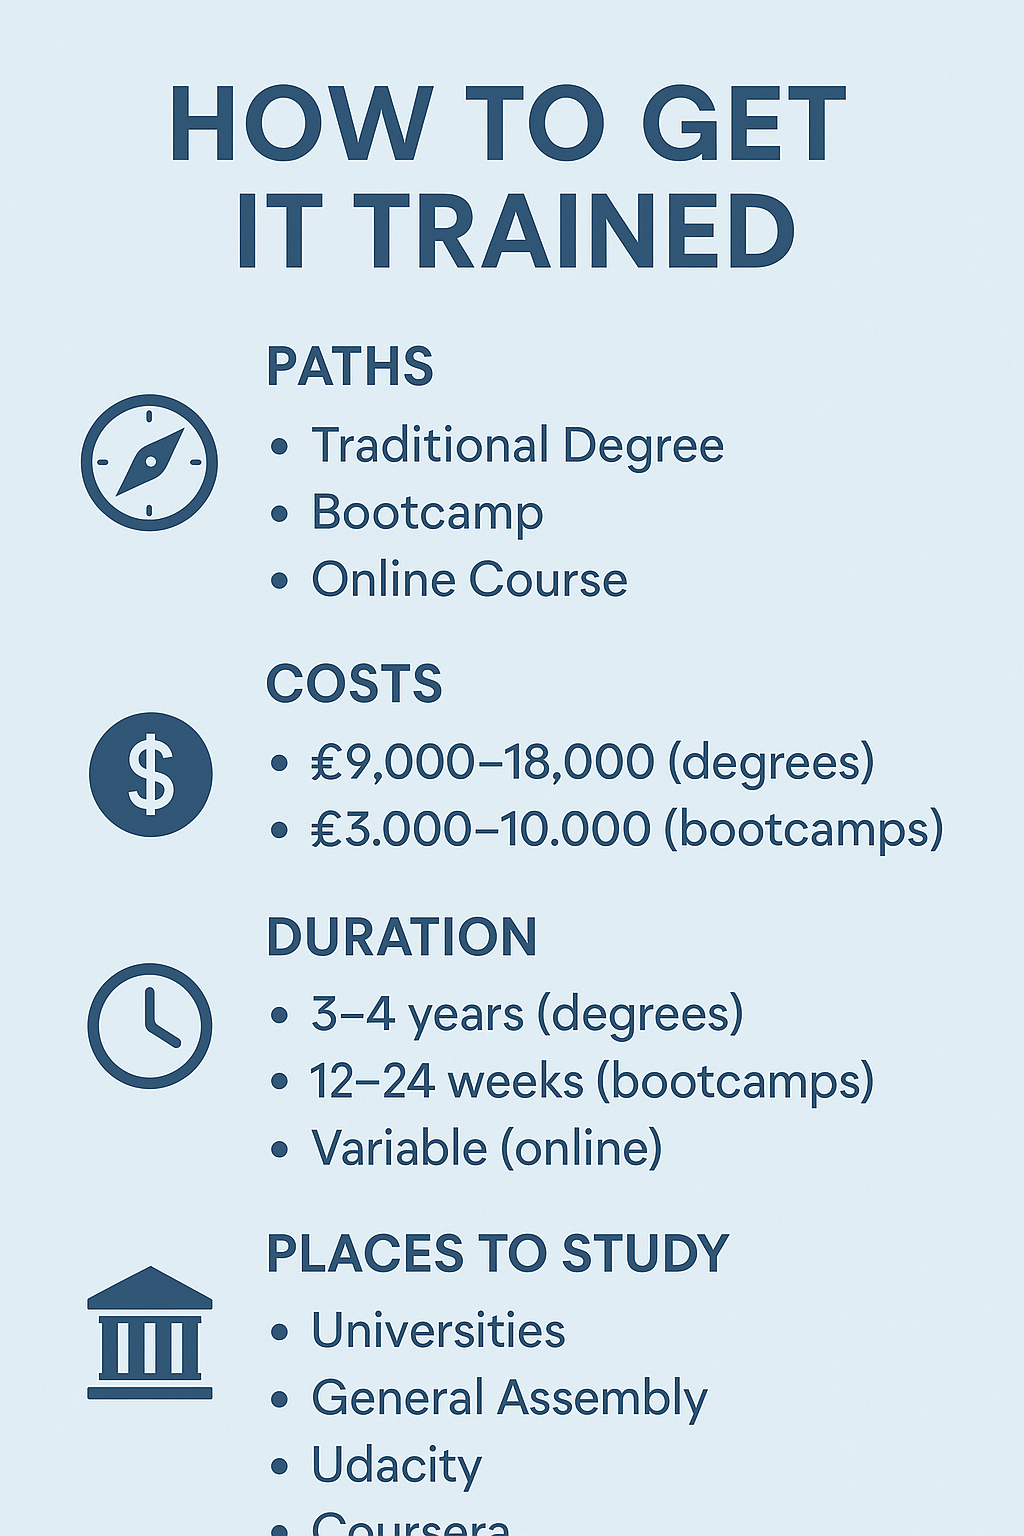 HOW TO GET
IT TRAINED
PATHS
• Traditional Degree
• Bootcamp
• Online Course
$
COSTS
• £9,000–18,000 (degrees)
• £3.000–10.000 (bootcamps)
DURATION
• 3–4 years (degrees)
• 12–24 weeks (bootcamps)
• Variable (online)
PLACES TO STUDY
• Universities
• General Assembly
• Udacity
• Coursera